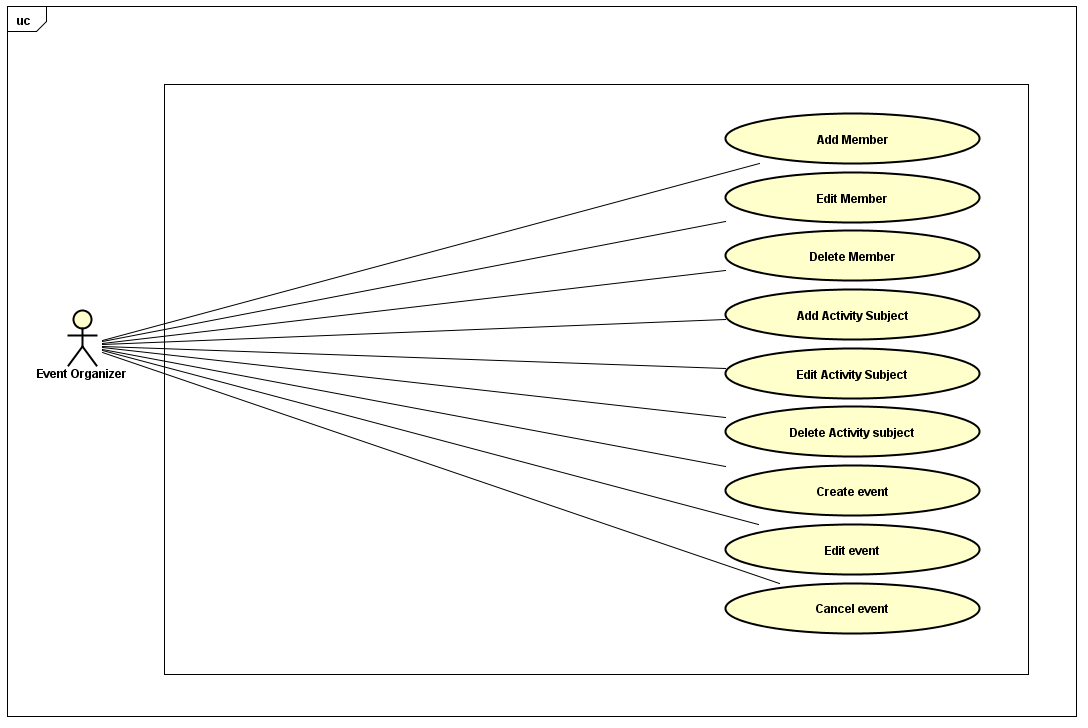 uc
Add Member
Edit Member
Delete Member
Add Activity Subject
Event Organizer
Edit Activity Subject
Delete Activity subject
Create event
Edit event
Cancel event